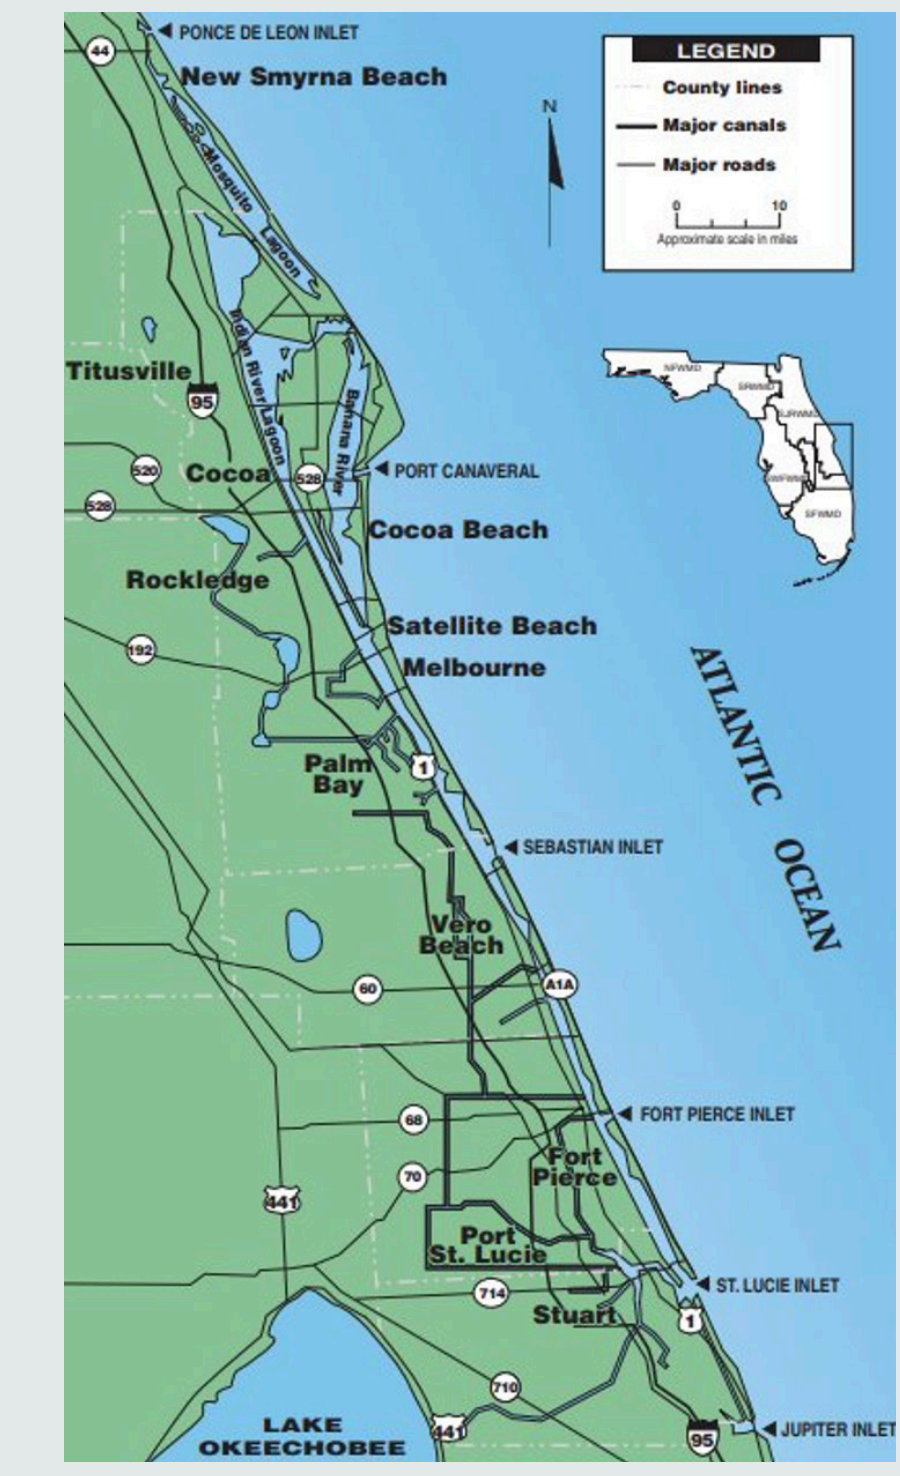 PONCE DE LEON INLET
44
New Smyrna Beach
LEGEND
County lines
Major canals
Major roads
0 10
Approximate scale in miles
N
Mosquito
Lagoon
Indian River Lagoon
Banana River
Titusville
95
520
Cocoa
528
528
PORT CANAVERAL
Cocoa Beach
NFWMD
SRWMD
SJRWMD
SWFWMD
SFWMD
Rockledge
192
Satellite Beach
Melbourne
ATLANTIC
OCEAN
Palm
Bay
1
SEBASTIAN INLET
Vero
Beach
60
A1A
68
FORT PIERCE INLET
70
Fort
Pierce
441
Port
St. Lucie
714
ST. LUCIE INLET
Stuart
1
710
LAKE
OKEECHOBEE
441
95
JUPITER INLET